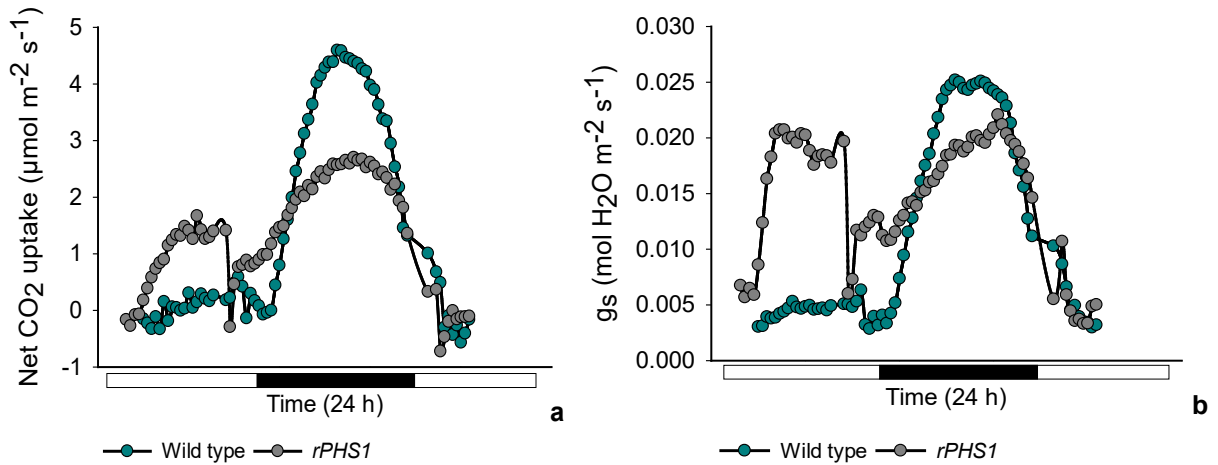 Net CO2 uptake (µmol m-2 s-1)
5
4
3
2
1
0
-1
Time (24 h)
a
Wild type
rPHS1
gs (mol H2O m-2 s-1)
0.030
0.025
0.020
0.015
0.010
0.005
0.000
Time (24 h)
b
Wild type
rPHS1